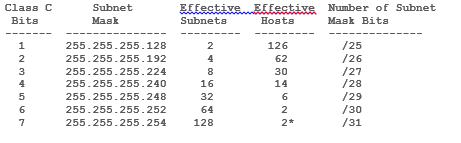 Class C Subnet Effective Effective Number of Subnet
Bits Mask Subnets Hosts Mask Bits
------- --------------- --------- --------- --------------
1 255.255.255.128 2 126 /25
2 255.255.255.192 4 62 /26
3 255.255.255.224 8 30 /27
4 255.255.255.240 16 14 /28
5 255.255.255.248 32 6 /29
6 255.255.255.252 64 2 /30
7 255.255.255.254 128 2* /31